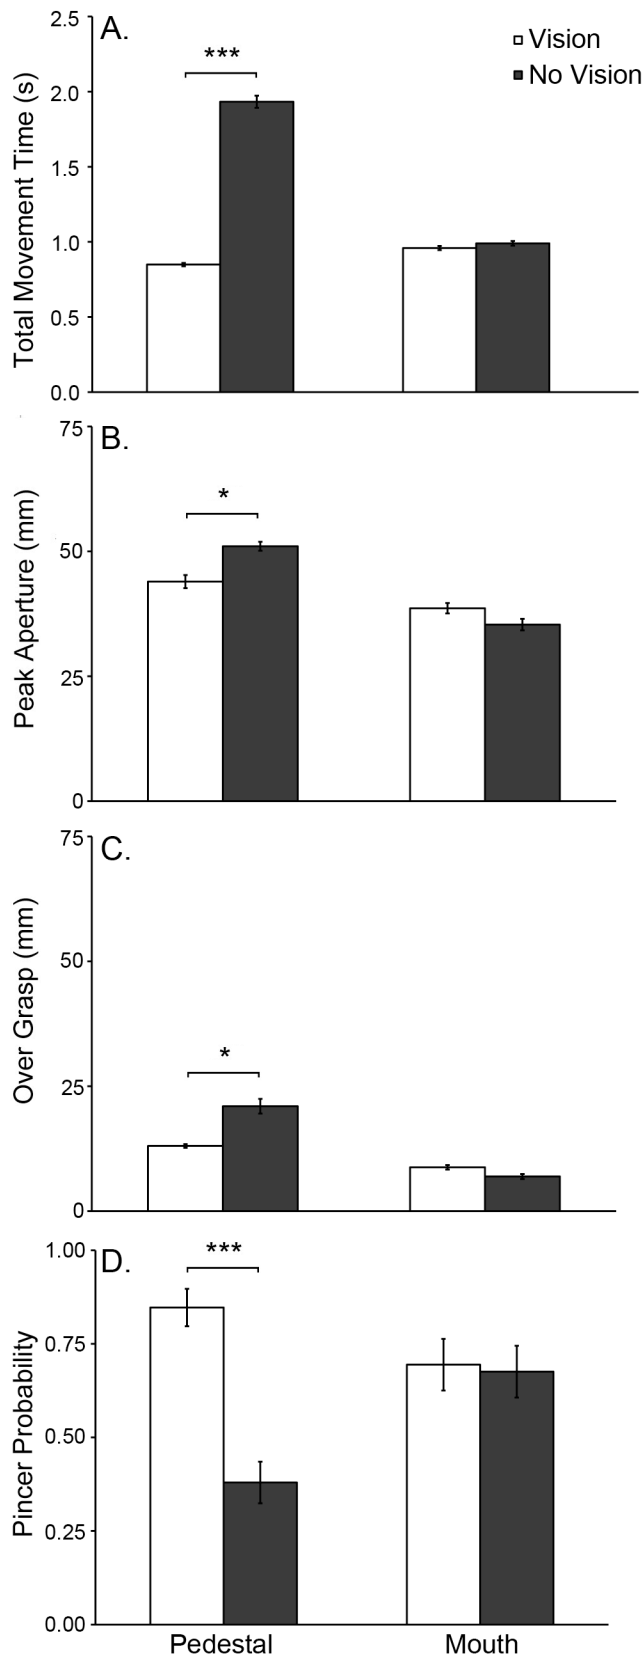 A.
Vision
No Vision
***
Total Movement Time (s)
2.5
2.0
1.5
1.0
0.5
0.0
B.
*
Peak Aperture (mm)
75
50
25
0
C.
*
Over Grasp (mm)
75
50
25
0
D.
***
Pincer Probability
1.00
0.75
0.50
0.25
0.00
Pedestal
Mouth